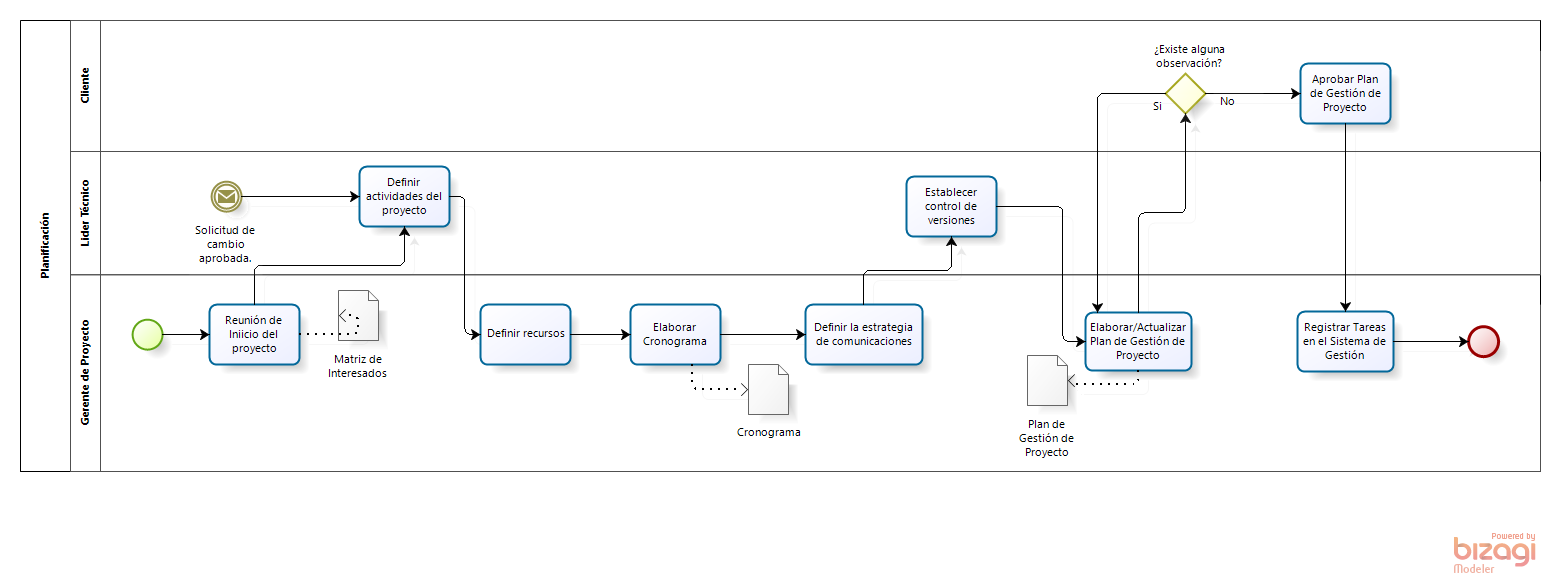 Planificación
Cliente
Líder Técnico
Gerente de Proyecto
¿Existe alguna
observación?
Si
No
Aprobar Plan
de Gestión de
Proyecto
Solicitud de
cambio
aprobada.
Definir
actividades del
proyecto
Establecer
control de
versiones
Reunión de
Iniicio del
proyecto
Matriz de
Interesados
Definir recursos
Elaborar
Cronograma
Cronograma
Definir la estrategia
de comunicaciones
Elaborar/Actualizar
Plan de Gestión de
Proyecto
Plan de
Gestión de
Proyecto
Registrar Tareas
en el Sistema de
Gestión
Powered by
bizagi
Modeler